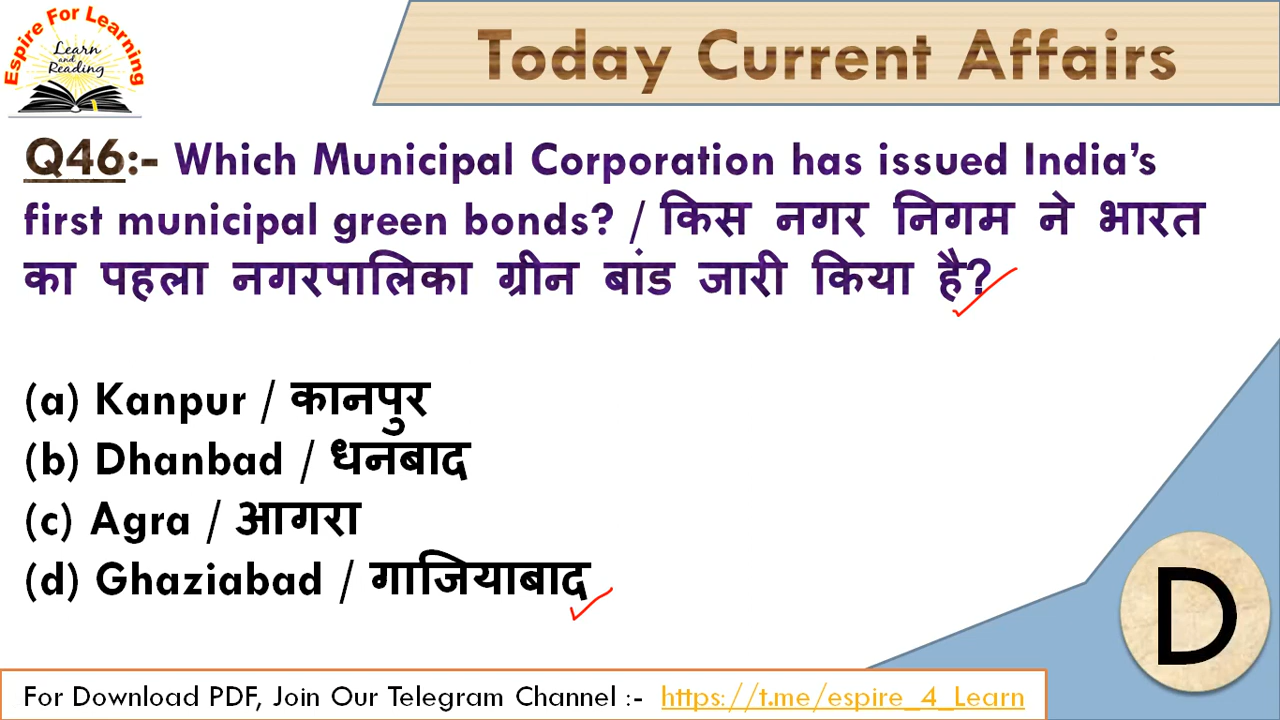 Espire For Learning
Learn
and
Reading
Today Current Affairs
Q46:- Which Municipal Corporation has issued India’s
first municipal green bonds? / किस नगर निगम ने भारत
का पहला नगरपालिका ग्रीन बांड जारी किया है?
(a) Kanpur / कानपुर
(b) Dhanbad / धनबाद
(c) Agra / आगरा
(d) Ghaziabad / गाजियाबाद
D
For Download PDF, Join Our Telegram Channel :- https://t.me/espire_4_Learn